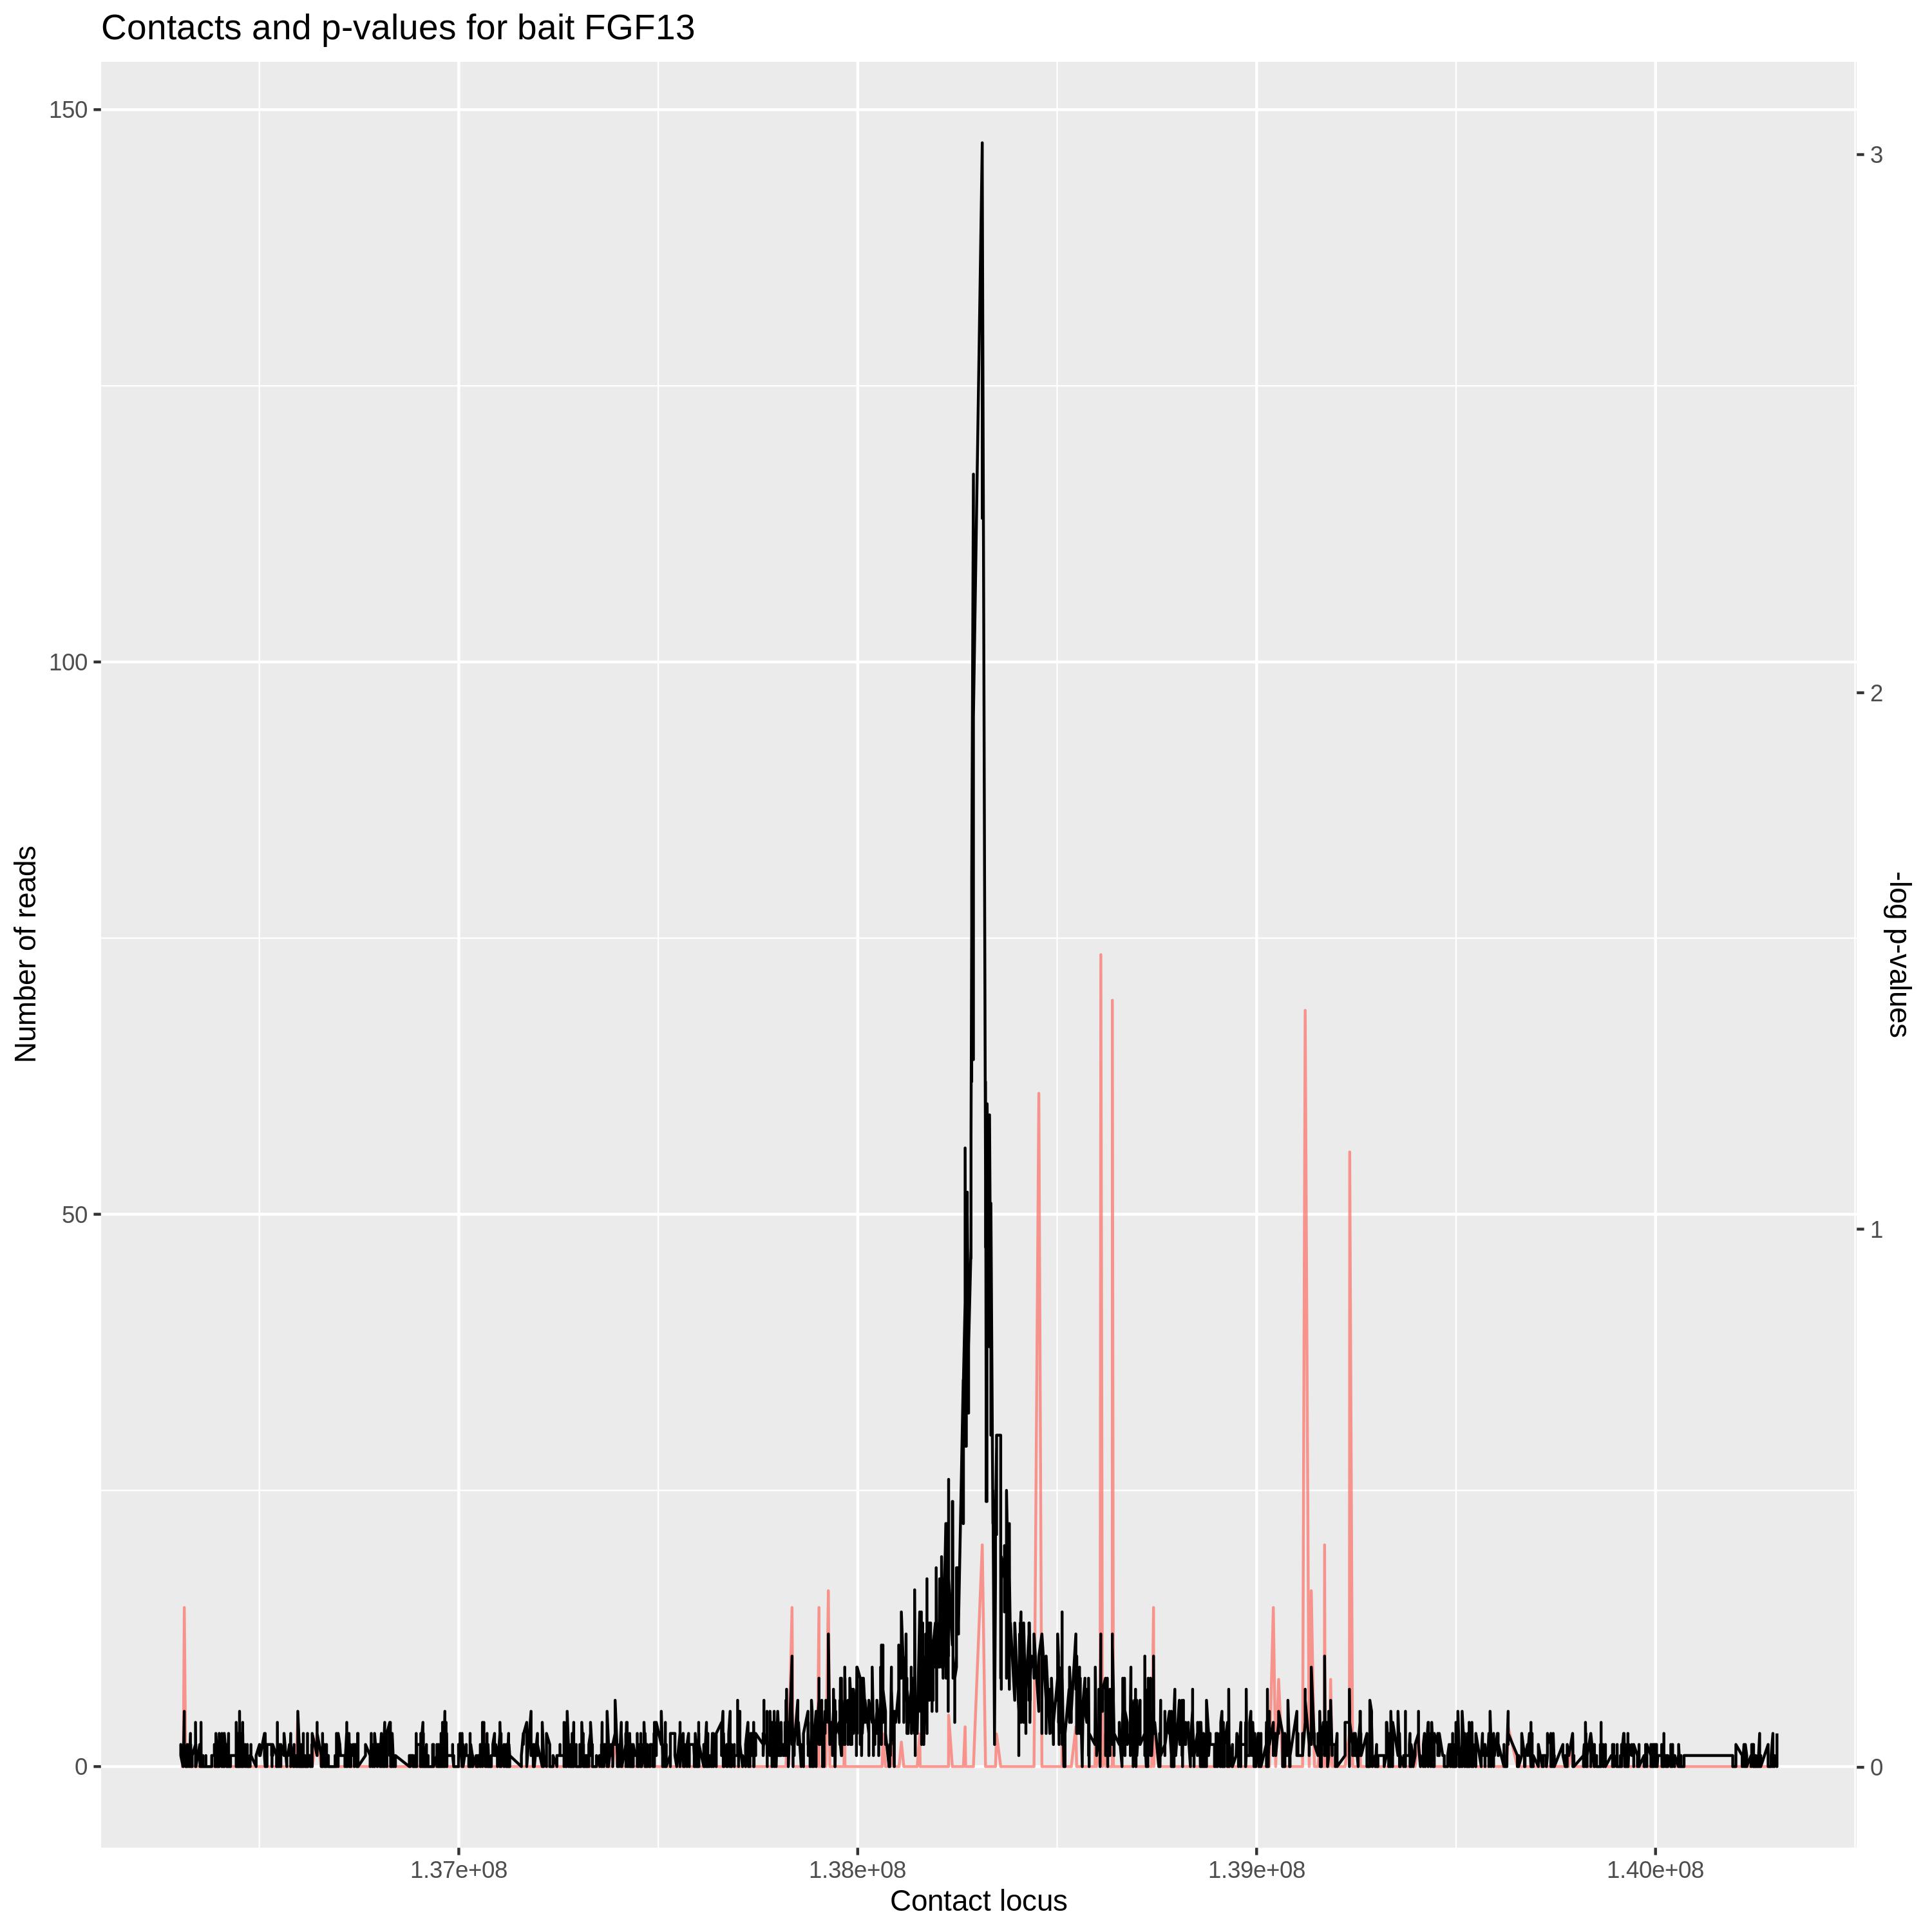 Contacts and p-values for bait FGF13
150
100
50
0
Number of reads
3
2
1
0
-log p-values
1.37e+08 1.38e+08 1.39e+08 1.40e+08
Contact locus